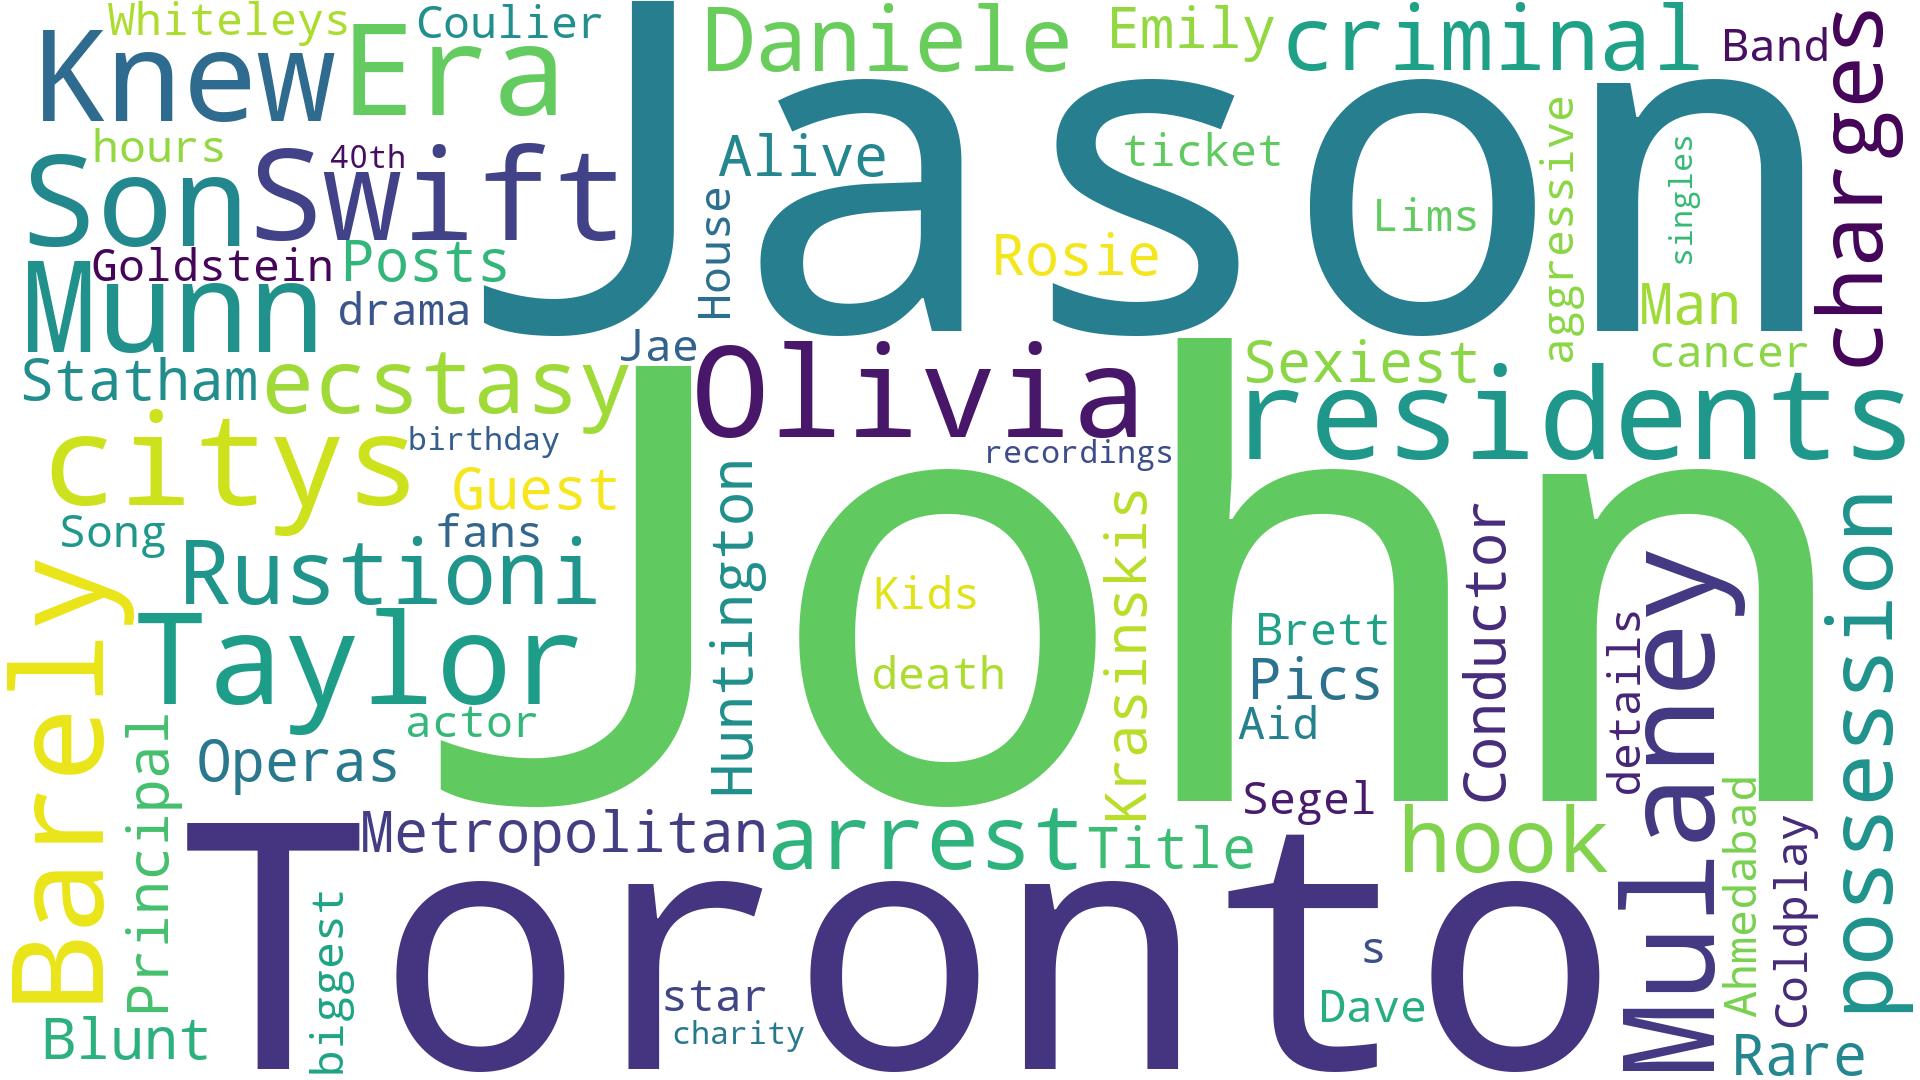 Whiteleys
Coulier
Knew
Era
Daniele
Emily
criminal
Band
charges
Jason
hours
40th
Son
Swift
Alive
ticket
aggressive
singles
House
Lims
Rosie
Goldstein
Posts
Munn
drama
Man
Jae
Olivia
Sexiest
cancer
Statham
ecstasy
residents
citys
birthday
recordings
Guest
Song
fans
John
Huntington
Krasinskis
Conductor
possession
Barely
Rustioni
Kids
Brett
Taylor
death
Pics
details
Mulaney
actor
Aid
Principal
Operas
Segel
Ahmedabad
Coldplay
Metropolitan
arrest
Title
hook
Toronto
biggest
star
s
charity
Dave
Blunt
Rare